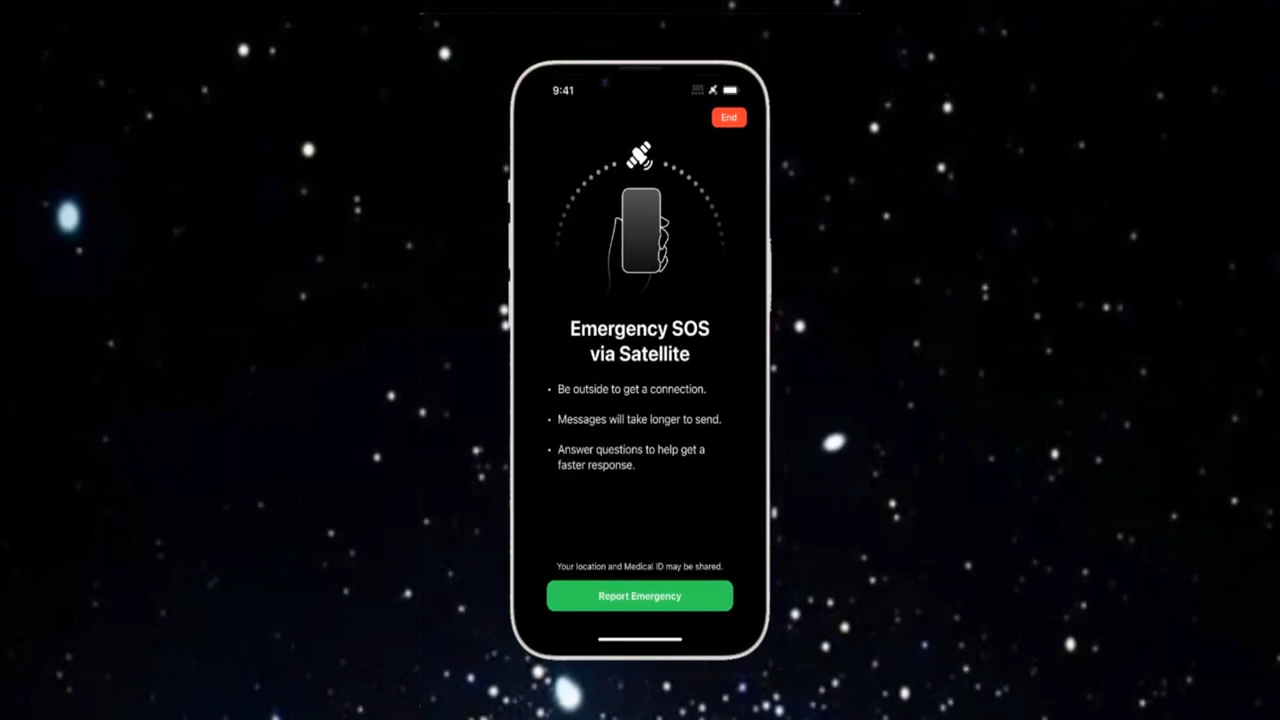 9:41
SOS
End
Emergency SOS
via Satellite
• Be outside to get a connection.
• Messages will take longer to send.
• Answer questions to help get a
faster response.
Your location and Medical ID may be shared.
Report Emergency